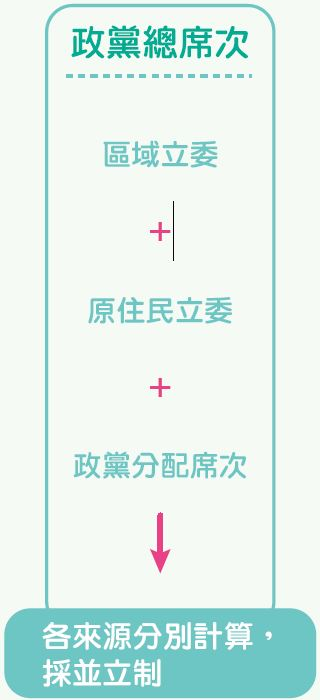 政黨總席次
區域立委
+
原住民立委
+
政黨分配席次
各來源分別計算，
採並立制